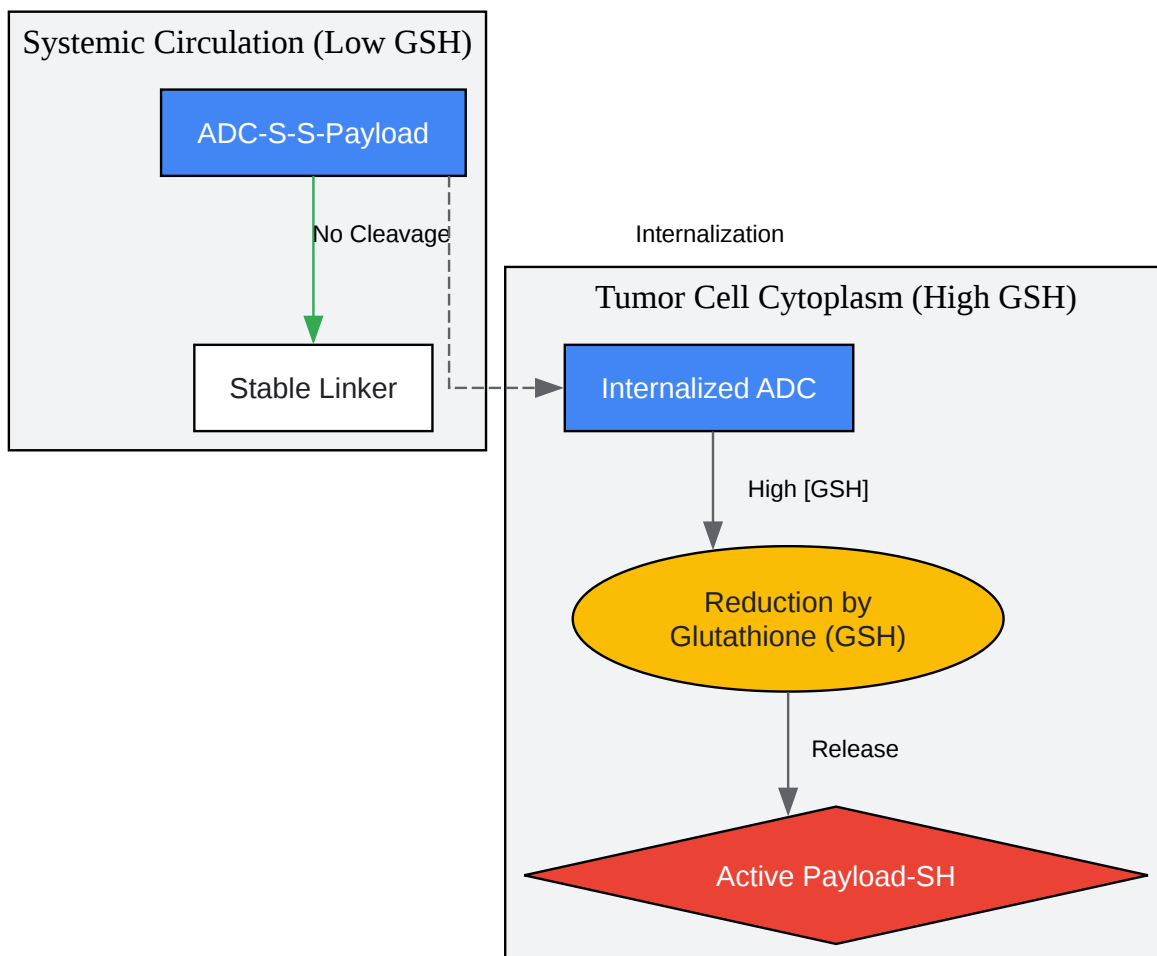 Systemic Circulation (Low GSH)
ADC-S-S-Payload
No Cleavage
Internalization
Stable Linker
Tumor Cell Cytoplasm (High GSH)
Internalized ADC
High [GSH]
Reduction by
Glutathione (GSH)
Release
Active Payload-SH